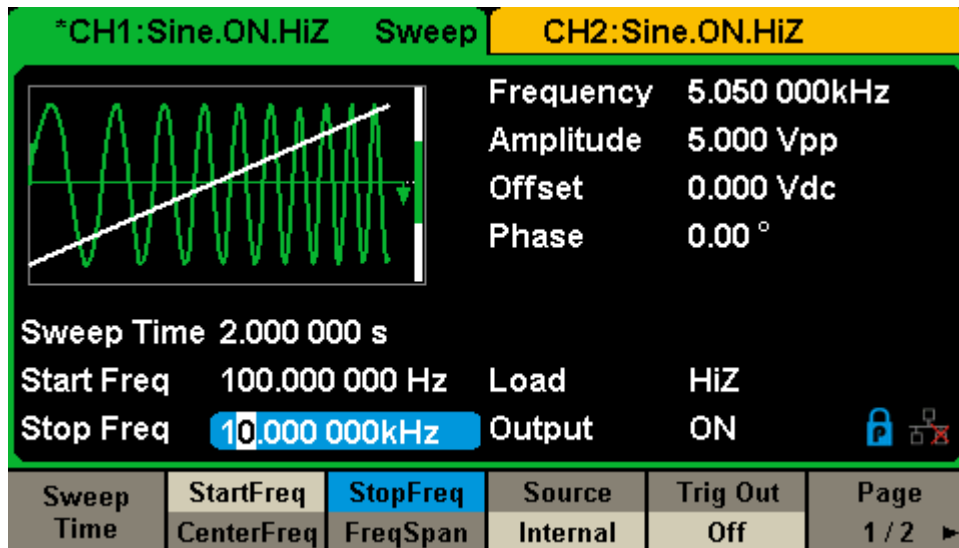 *CH1:Sine.ON.HiZ Sweep CH2:Sine.ON.HiZ
Frequency 5.050 000kHz
Amplitude 5.000 Vpp
Offset 0.000 Vdc
Phase 0.00 °
Sweep Time 2.000 000 s
Start Freq 100.000 000 Hz Load HiZ
Stop Freq 10.000 000kHz Output ON P
Sweep Time StartFreq CenterFreq StopFreq FreqSpan Source Internal Trig Out Off Page 1 / 2